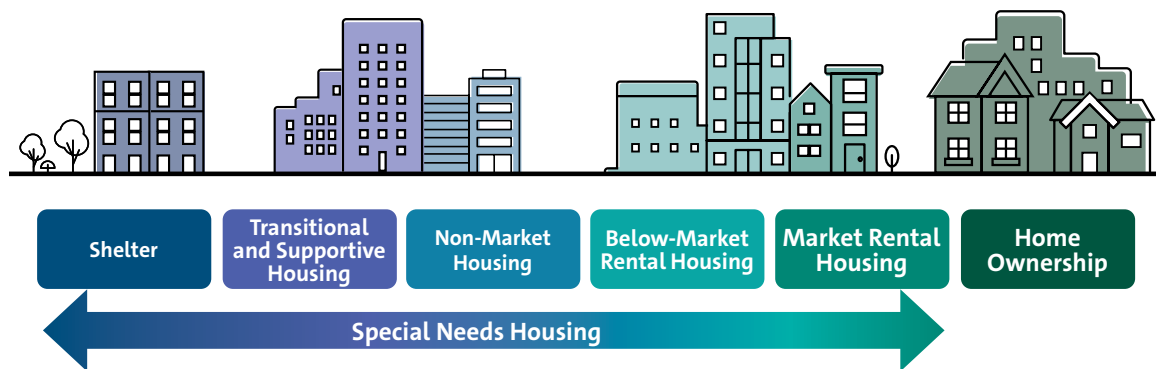 Shelter
Transitional
and Supportive
Housing
Non-Market
Housing
Below-Market
Rental Housing
Market Rental
Housing
Home
Ownership
Special Needs Housing